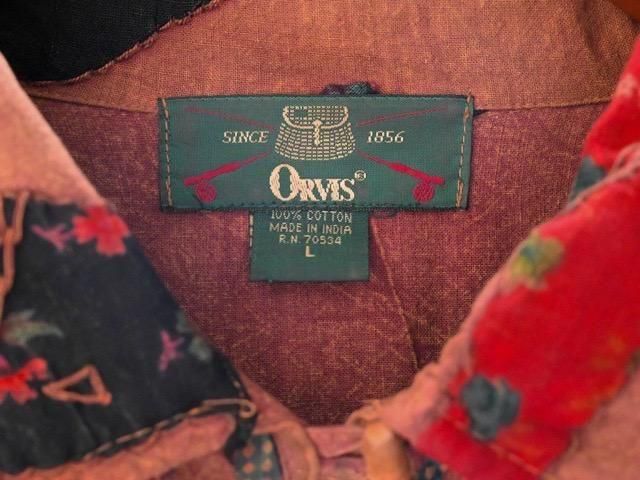 SINCE 1856
ORVIS®
100% COTTON
MADE IN INDIA
R.N. 70534
L